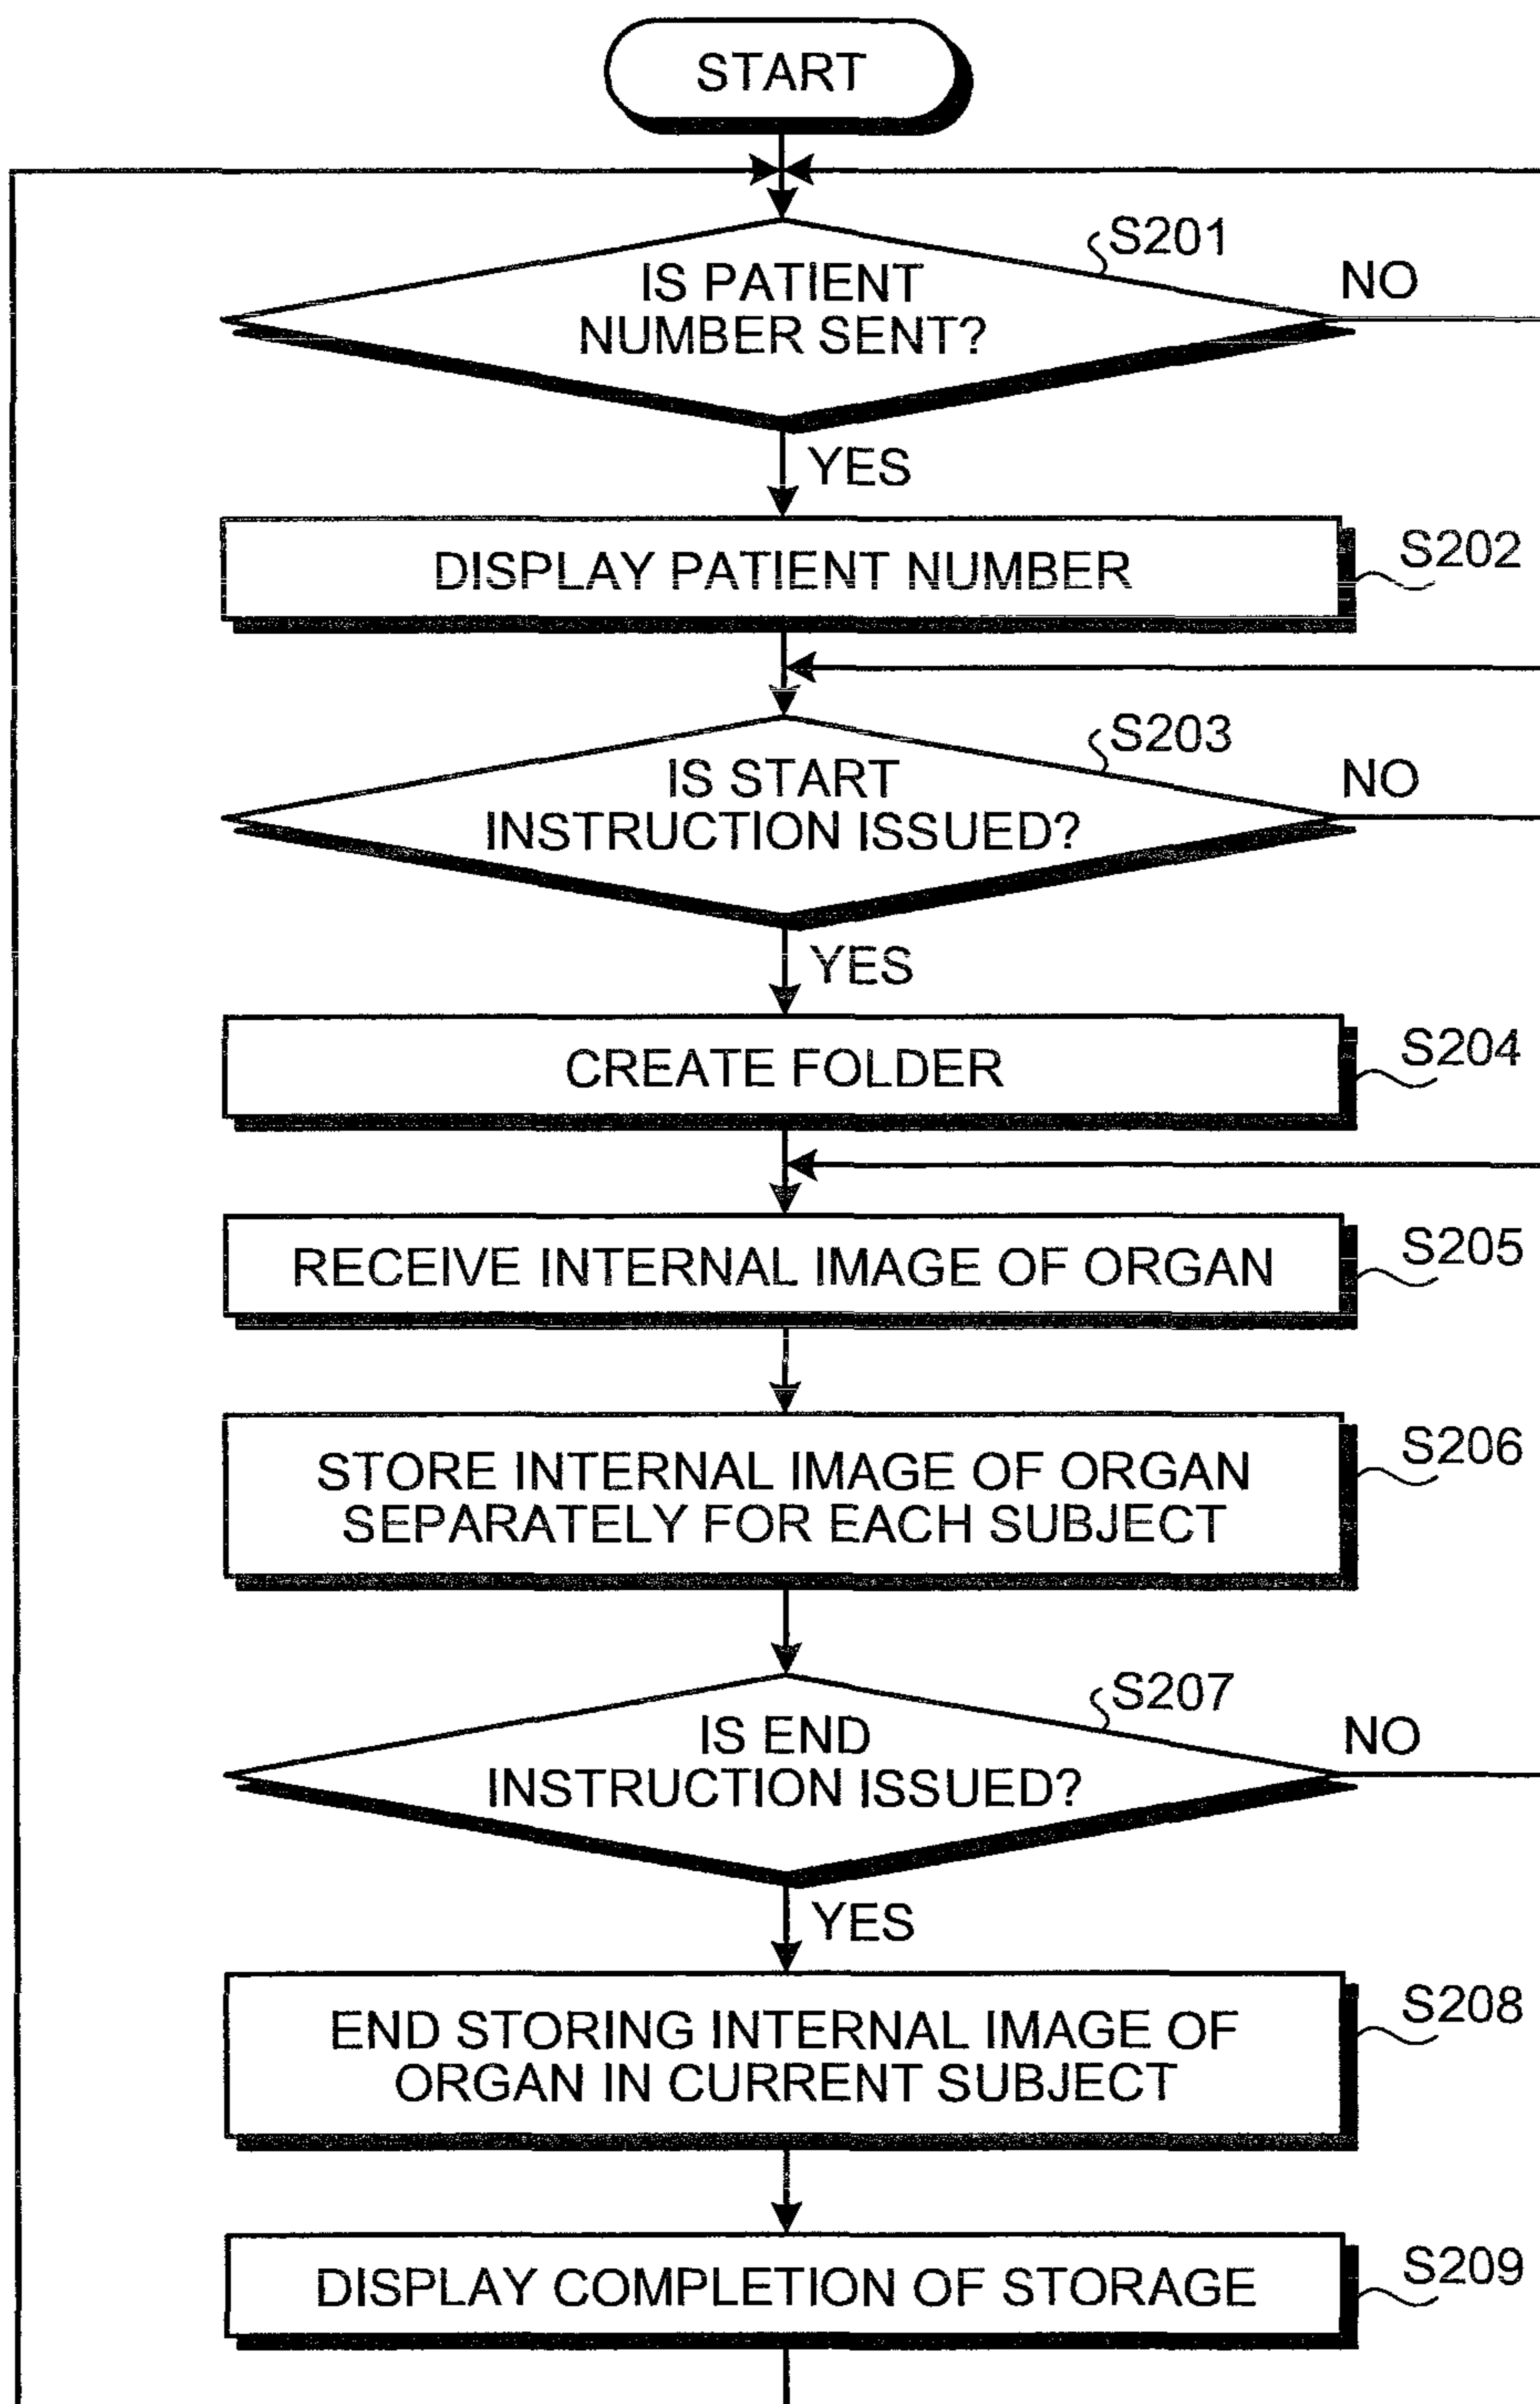 START
S201
IS PATIENT
NUMBER SENT?
NO
YES
DISPLAY PATIENT NUMBER
S202
S203
IS START
INSTRUCTION ISSUED?
NO
YES
CREATE FOLDER
S204
RECEIVE INTERNAL IMAGE OF ORGAN
S205
STORE INTERNAL IMAGE OF ORGAN
SEPARATELY FOR EACH SUBJECT
S206
S207
IS END
INSTRUCTION ISSUED?
NO
YES
END STORING INTERNAL IMAGE OF
ORGAN IN CURRENT SUBJECT
S208
DISPLAY COMPLETION OF STORAGE
S209